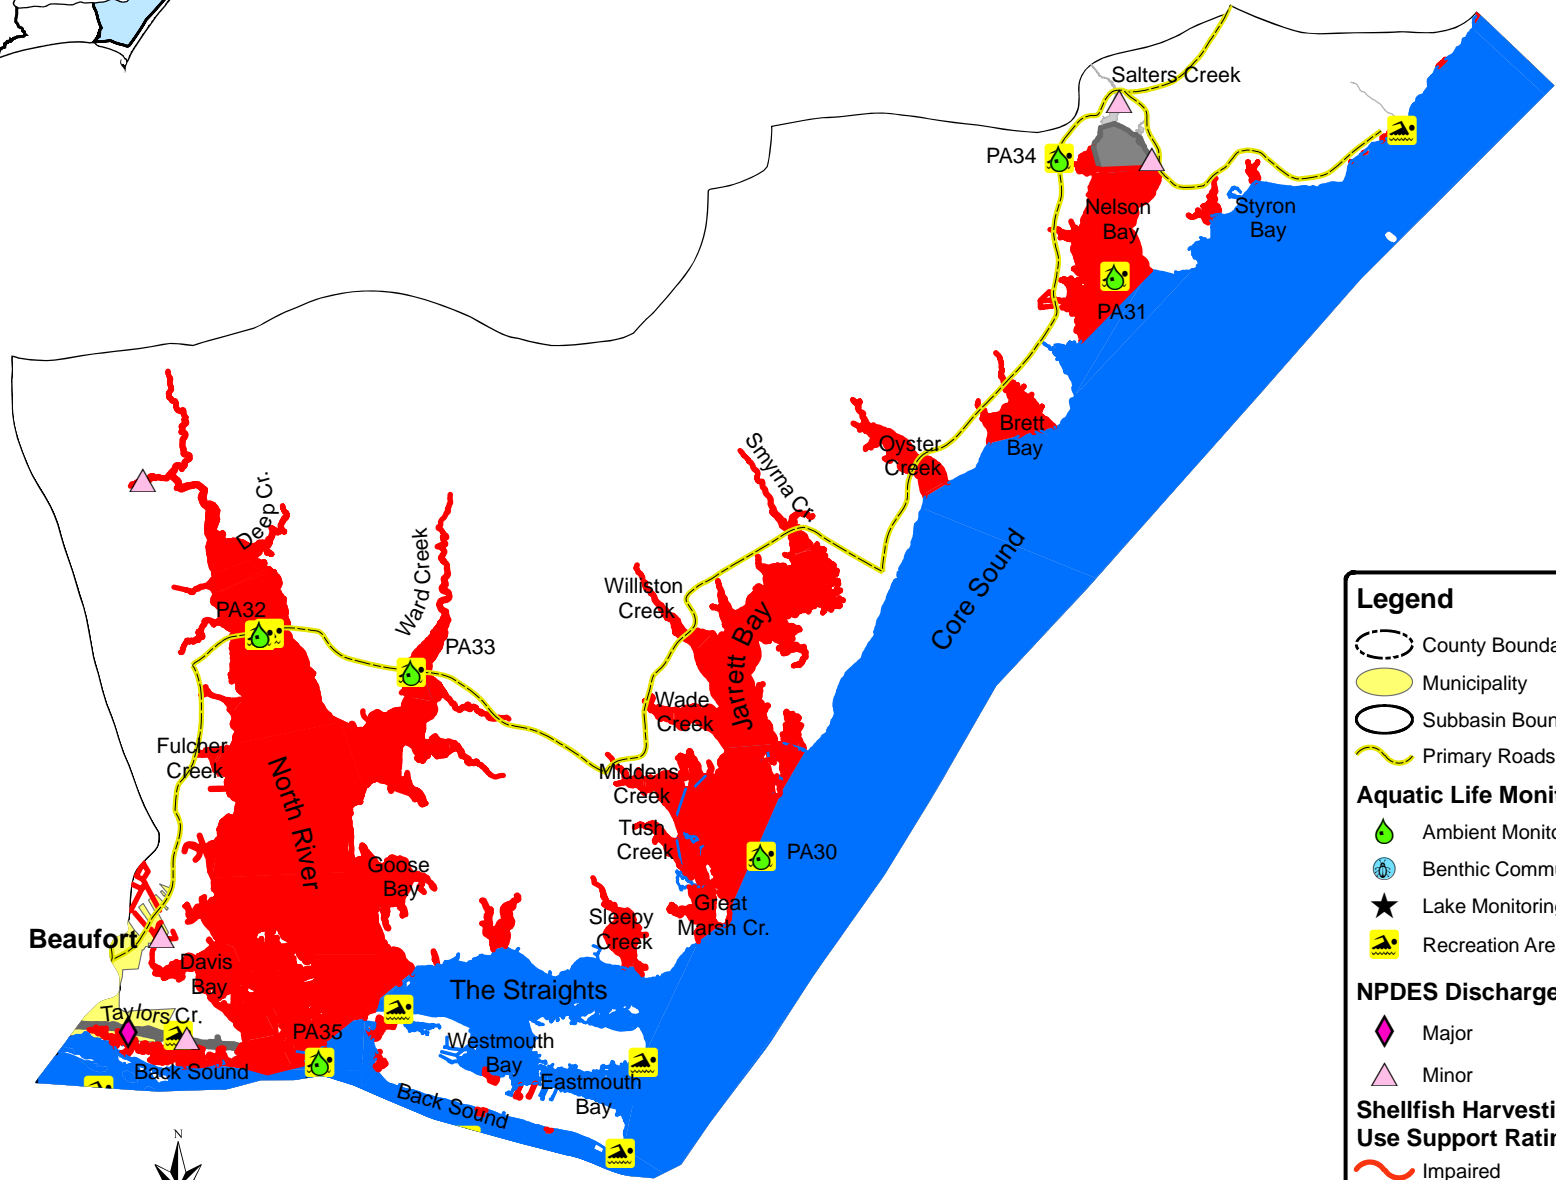 Salters Creek
PA34
Nelson
Bay
Styron
Bay
PA31
Brett
Bay
Oyster
Creek
Smyrna Cr.
Deep Cr.
Ward Creek
Williston
Creek
Core Sound
PA32
PA33
Jarrett Bay
Wade
Creek
Fulcher
Creek
North River
Middens
Creek
Tush
Creek
PA30
Goose
Bay
Great
Marsh Cr.
Sleepy
Creek
Beaufort
Davis
Bay
The Straights
Taylors Cr.
PA35
Westmouth
Bay
Back Sound
Eastmouth
Bay
Back Sound
N
Legend
County Bounda
Municipality
Subbasin Boun
Primary Roads
Aquatic Life Monit
Ambient Monito
Benthic Commu
Lake Monitoring
Recreation Area
NPDES Discharge
Major
Minor
Shellfish Harvesti
Use Support Ratin
Impaired